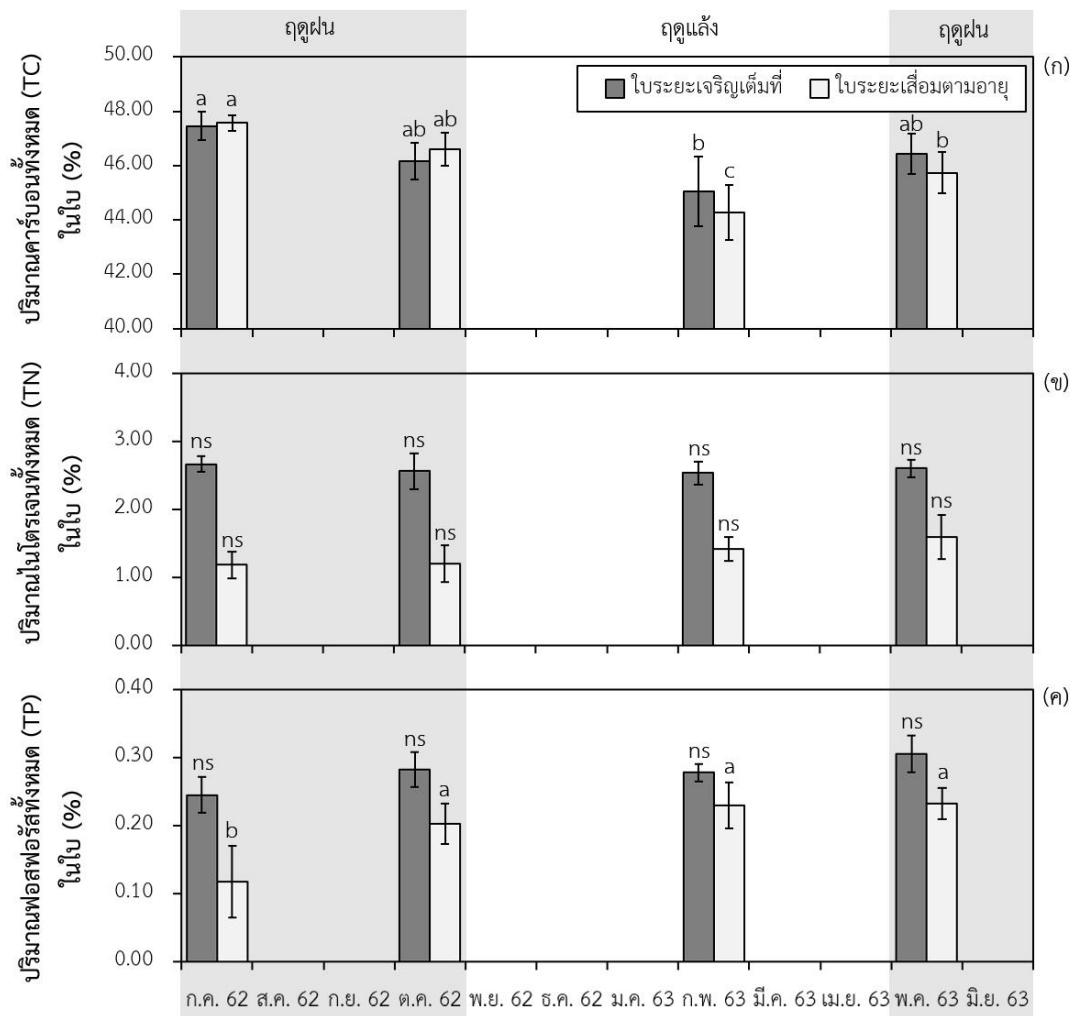 ฤดูฝน ฤดูแล้ง ฤดูฝน
(ก)
ปริมาณคาร์บอนทั้งหมด (TC)
ในใบ (%)
50.00
48.00
46.00
44.00
42.00
40.00
ใบระยะเจริญเต็มที่ ใบระยะเสื่อมตามอายุ
a a ab ab b c ab b
(ข)
ปริมาณไนโตรเจนทั้งหมด (TN)
ในใบ (%)
4.00
3.00
2.00
1.00
0.00
ns ns ns ns ns ns ns ns
(ค)
ปริมาณฟอสฟอรัสทั้งหมด (TP)
ในใบ (%)
0.40
0.30
0.20
0.10
0.00
ns b ns a ns a ns a
ก.ค. 62 ส.ค. 62 ก.ย. 62 ต.ค. 62 พ.ย. 62 ธ.ค. 62 ม.ค. 63 ก.พ. 63 มี.ค. 63 เม.ย. 63 พ.ค. 63 มิ.ย. 63